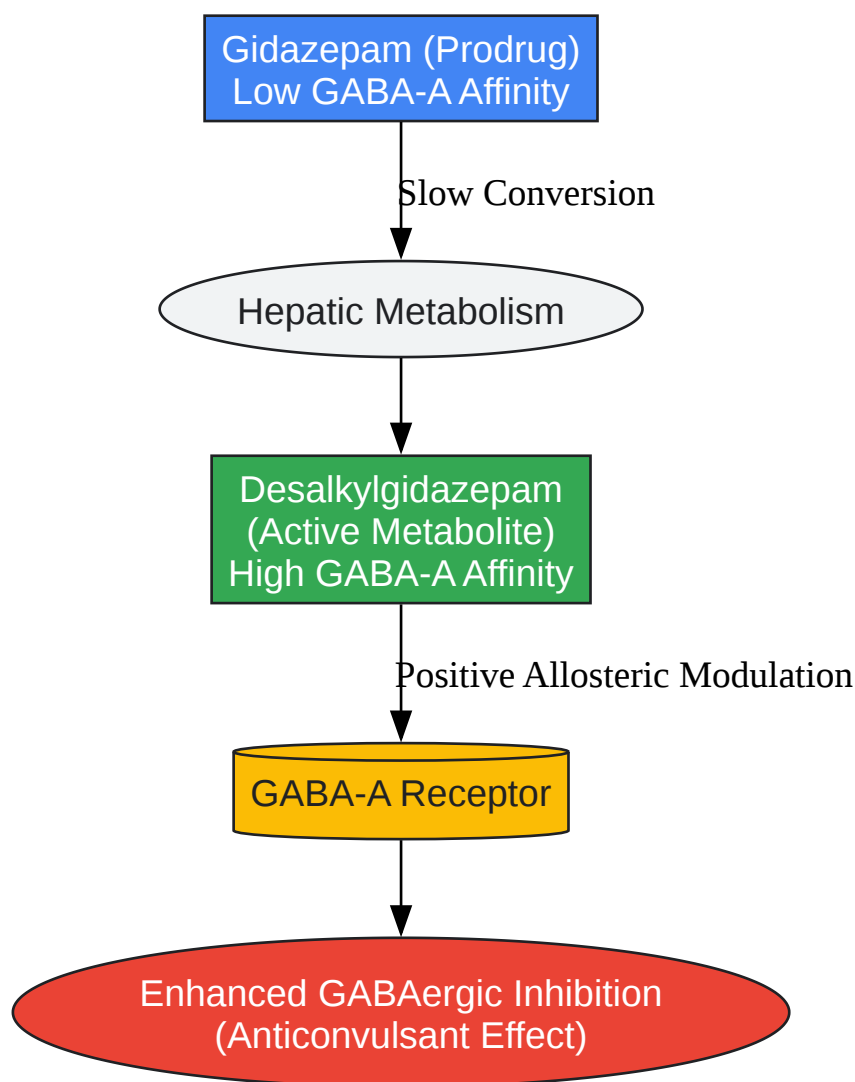 Gidazepam (Prodrug)
Low GABA-A Affinity
Slow Conversion
Hepatic Metabolism
Desalkylgidazepam
(Active Metabolite)
High GABA-A Affinity
Positive Allosteric Modulation
GABA-A Receptor
Enhanced GABAergic Inhibition
(Anticonvulsant Effect)